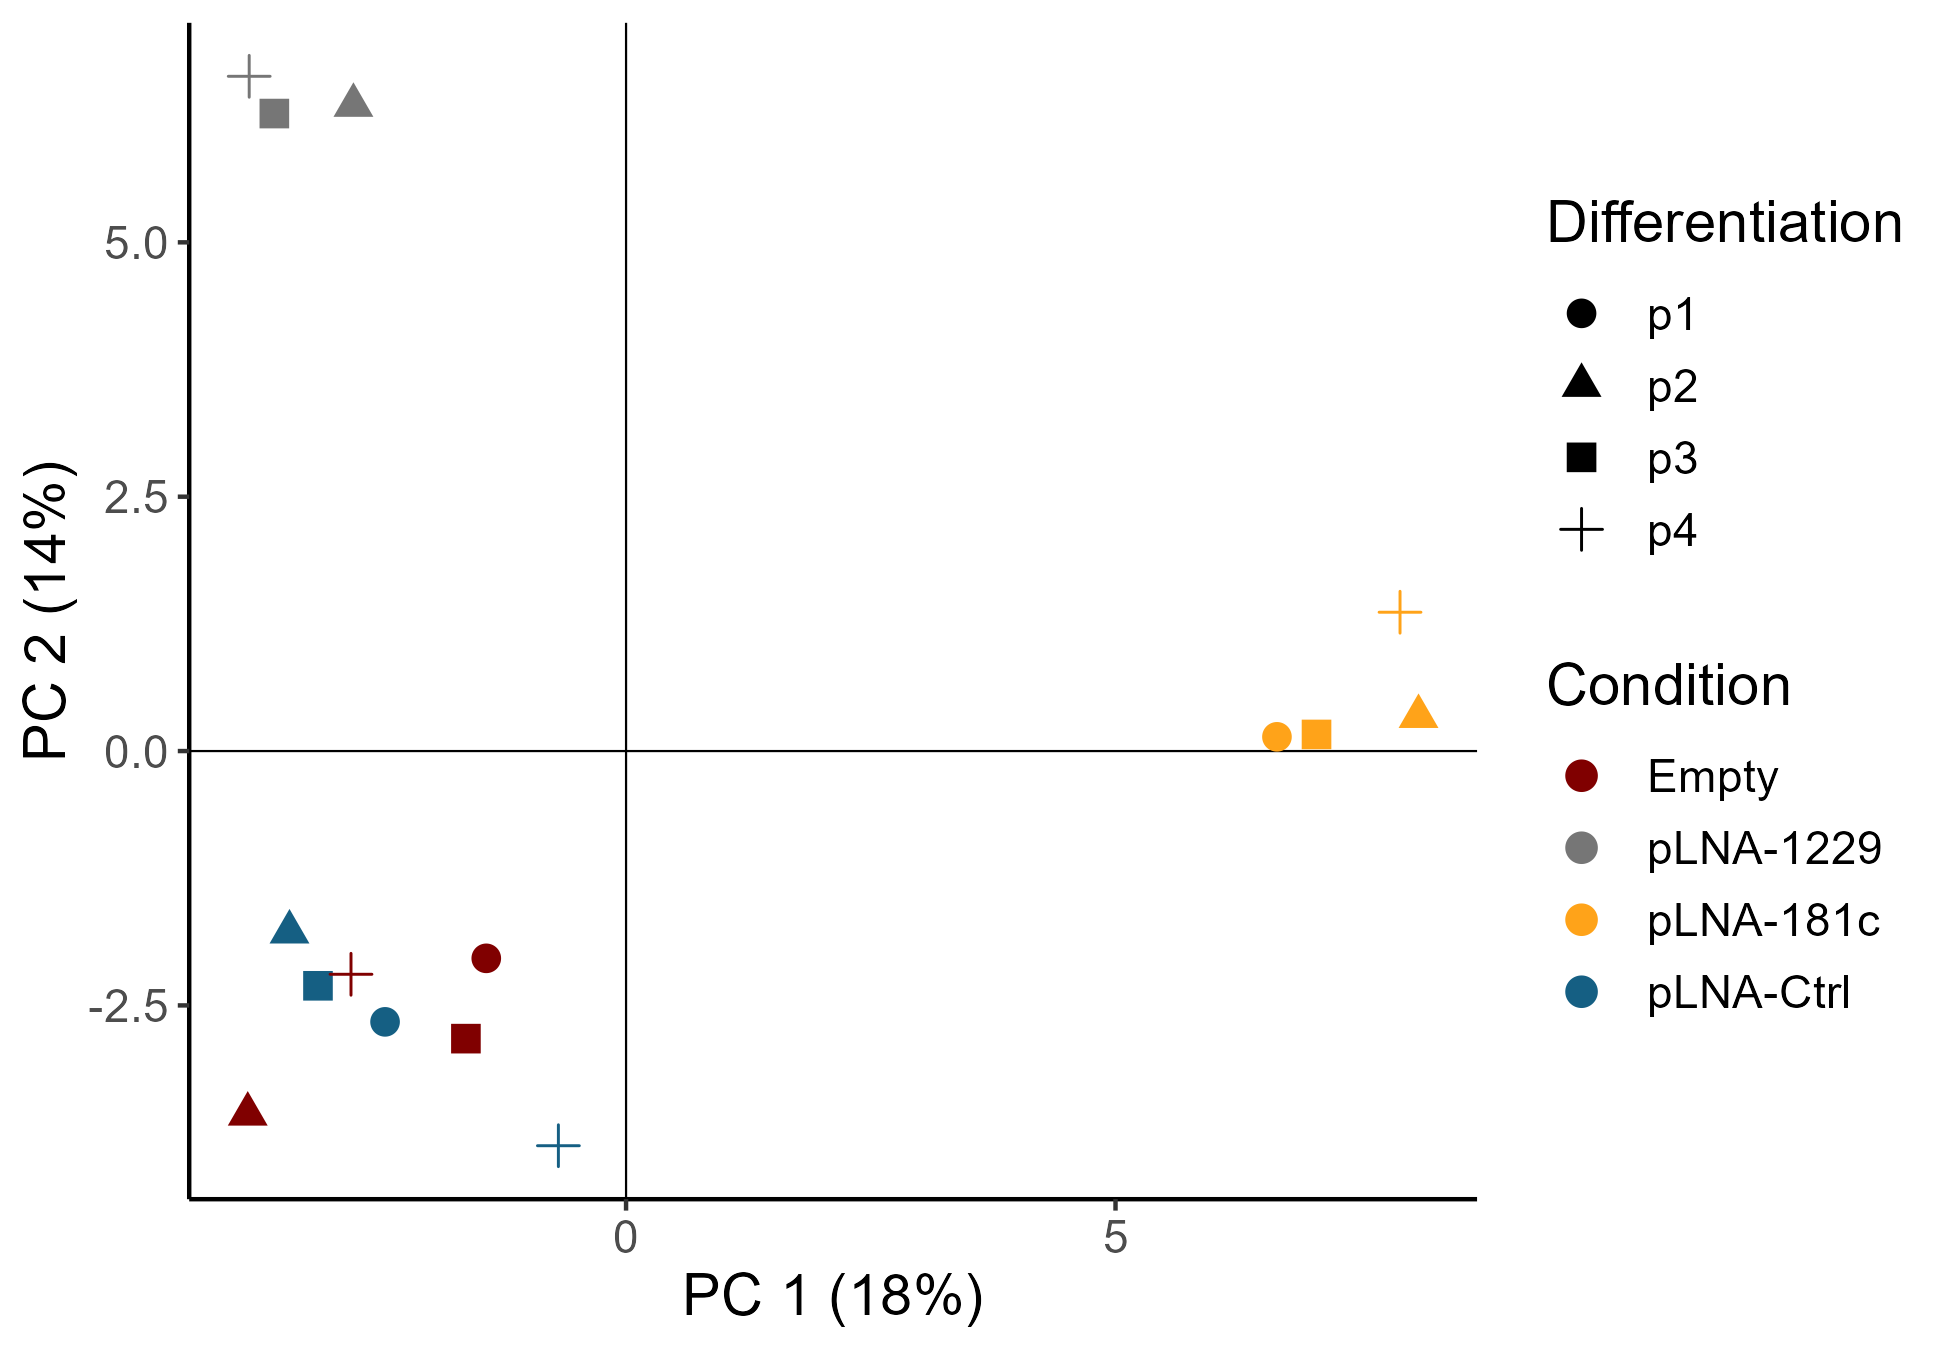 5.0
2.5
0.0
-2.5
PC 2 (14%)
0
5
PC 1 (18%)
Differentiation
p1
p2
p3
p4
Condition
Empty
pLNA-1229
pLNA-181c
pLNA-Ctrl